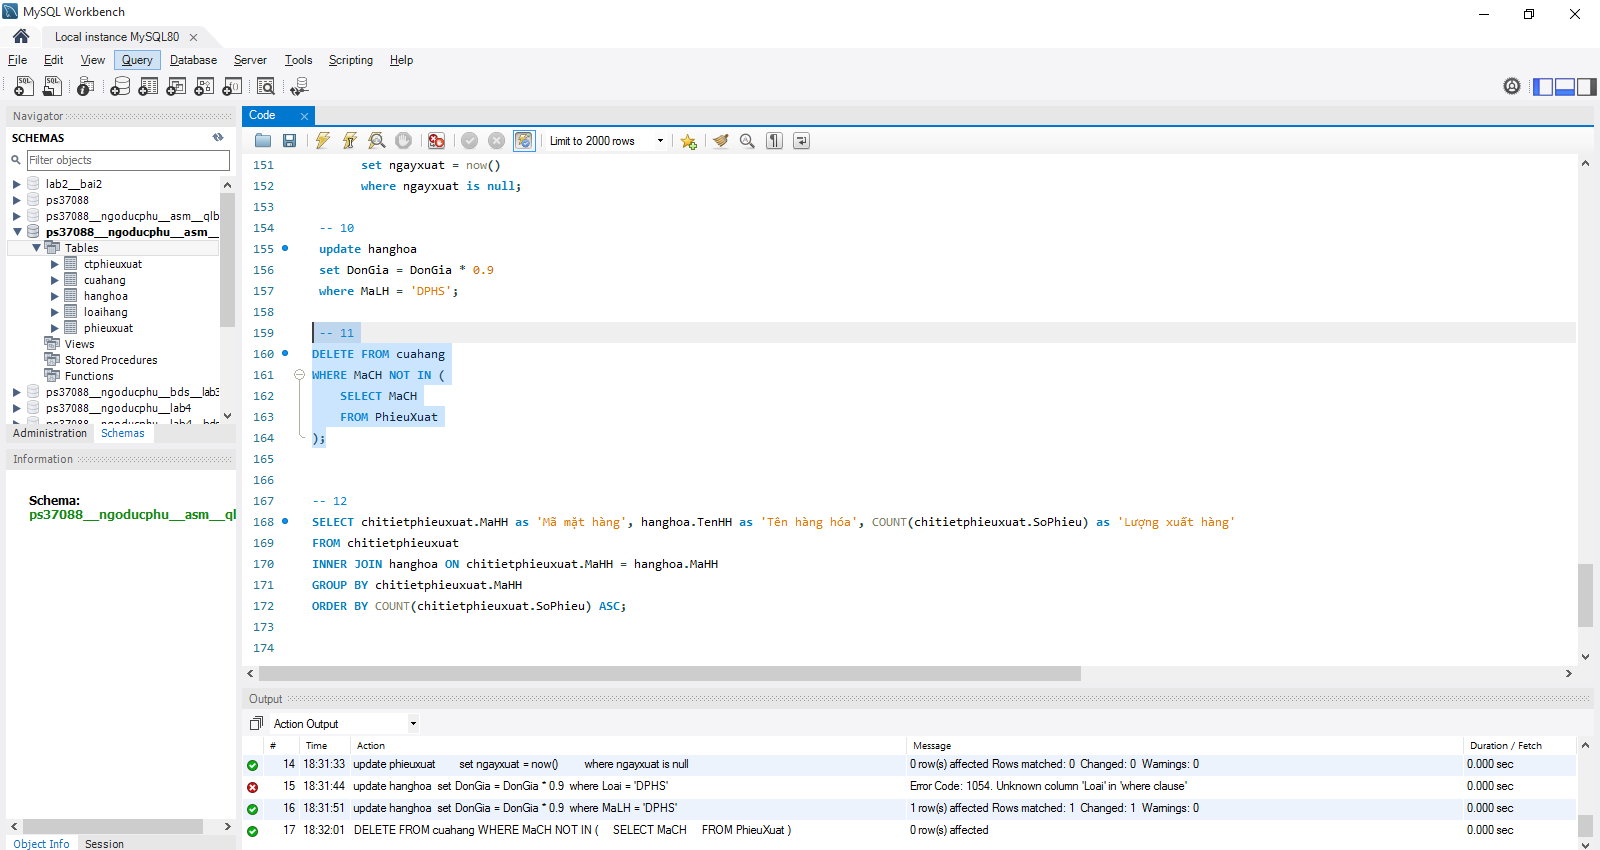 MySQL Workbench
Local instance MySQL80
File Edit View Query Database Server Tools Scripting Help
Navigator
SCHEMAS
Filter objects
lab2__bai2
ps37088
ps37088__ngoducphu__asm__qlb
ps37088__ngoducphu__asm__
Tables
ctphieuxuat
cuahang
hanghoa
loaihang
phieuxuat
Views
Stored Procedures
Functions
ps37088__ngoducphu__bds__lab3
ps37088__ngoducphu__lab4
ps37088__ngoducphu__lab4__bds
Administration Schemas
Information
Schema:
ps37088__ngoducphu__asm__ql
Object Info Session
Code
Limit to 2000 rows
151 set ngayxuat = now()
152 where ngayxuat is null;
153
154 -- 10
155 update hanghoa
156 set DonGia = DonGia * 0.9
157 where MaLH = 'DPHS';
158
159 -- 11
160 DELETE FROM cuahang
161 WHERE MaCH NOT IN (
162 SELECT MaCH
163 FROM PhieuXuat
164 );
165
166
167 -- 12
168 SELECT chitietphieuxuat.MaHH as 'Mã mặt hàng', hanghoa.TenHH as 'Tên hàng hóa', COUNT(chitietphieuxuat.SoPhieu) as 'Lượng xuất hàng'
169 FROM chitietphieuxuat
170 INNER JOIN hanghoa ON chitietphieuxuat.MaHH = hanghoa.MaHH
171 GROUP BY chitietphieuxuat.MaHH
172 ORDER BY COUNT(chitietphieuxuat.SoPhieu) ASC;
173
174
Output
Action Output
# Time Action Message Duration / Fetch
14 18:31:33 update phieuxuat set ngayxuat = now() where ngayxuat is null 0 row(s) affected Rows matched: 0 Changed: 0 Warnings: 0 0.000 sec
15 18:31:44 update hanghoa set DonGia = DonGia * 0.9 where Loai = 'DPHS' Error Code: 1054. Unknown column 'Loai' in 'where clause' 0.000 sec
16 18:31:51 update hanghoa set DonGia = DonGia * 0.9 where MaLH = 'DPHS' 1 row(s) affected Rows matched: 1 Changed: 1 Warnings: 0 0.000 sec
17 18:32:01 DELETE FROM cuahang WHERE MaCH NOT IN ( SELECT MaCH FROM PhieuXuat ) 0 row(s) affected 0.000 sec